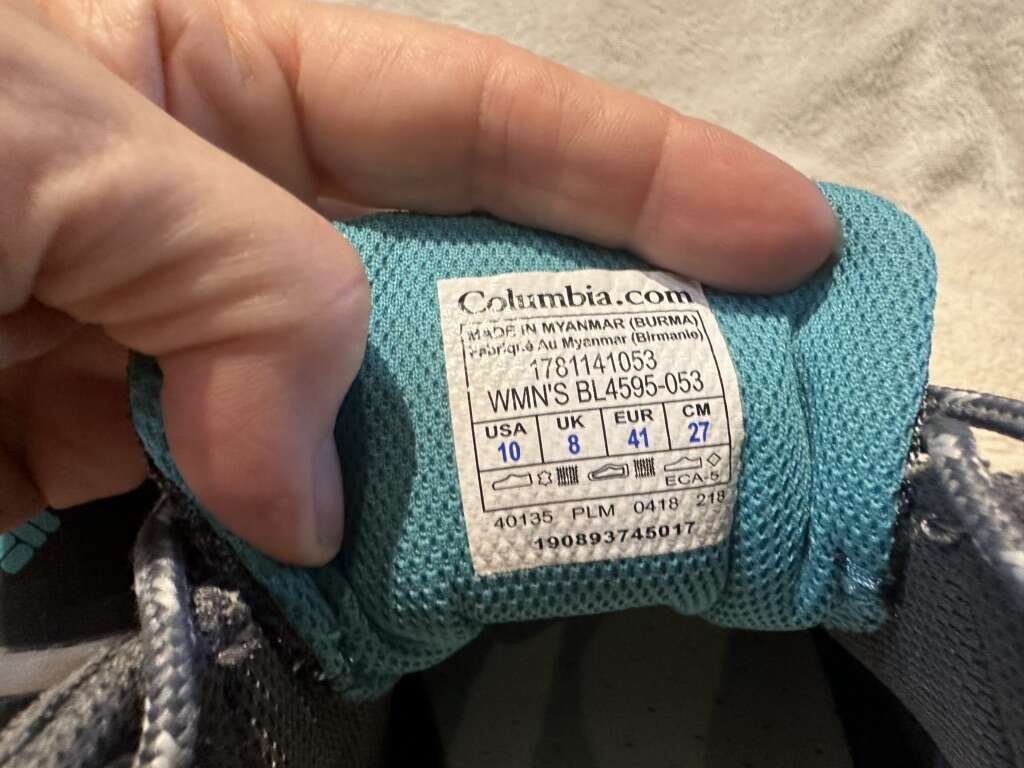 Columbia.com
MADE IN MYANMAR (BURMA)
Fabriqué Au Myanmar (Birmanie)
1781141053
WMN'S BL4595-053
USA UK EUR CM
10 8 41 27
ECA-5
40135 PLM 0418 218
190893745017